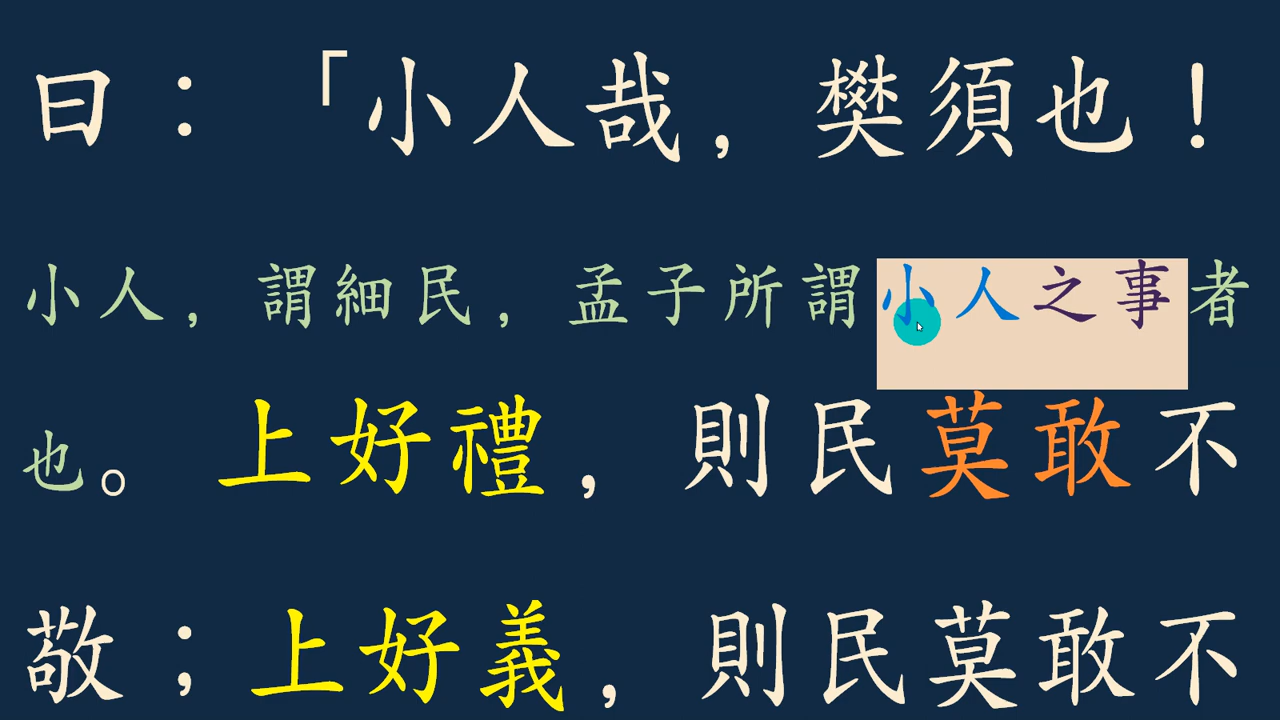 曰：「小人哉，樊須也！
小人，謂細民，孟子所謂小人之事者
也。上好禮，則民莫敢不
敬；上好義，則民莫敢不